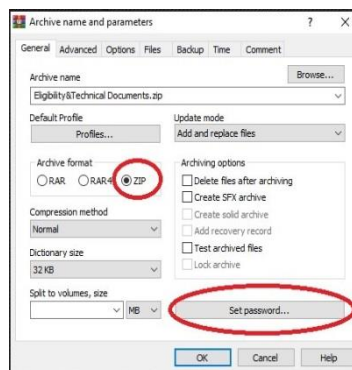 Archive name and parameters ? X
General Advanced Options Files Backup Time Comment
Archive name Browse...
Eligibility&Technical Documents.zip
Default Profile Update mode
Profiles... Add and replace files
Archive format Archiving options
RAR RAR4 ZIP Delete files after archiving
Create SFX archive
Compression method Create solid archive
Normal Add recovery record
Dictionary size Test archived files
32 KB Lock archive
Split to volumes, size
MB Set password...
OK Cancel Help